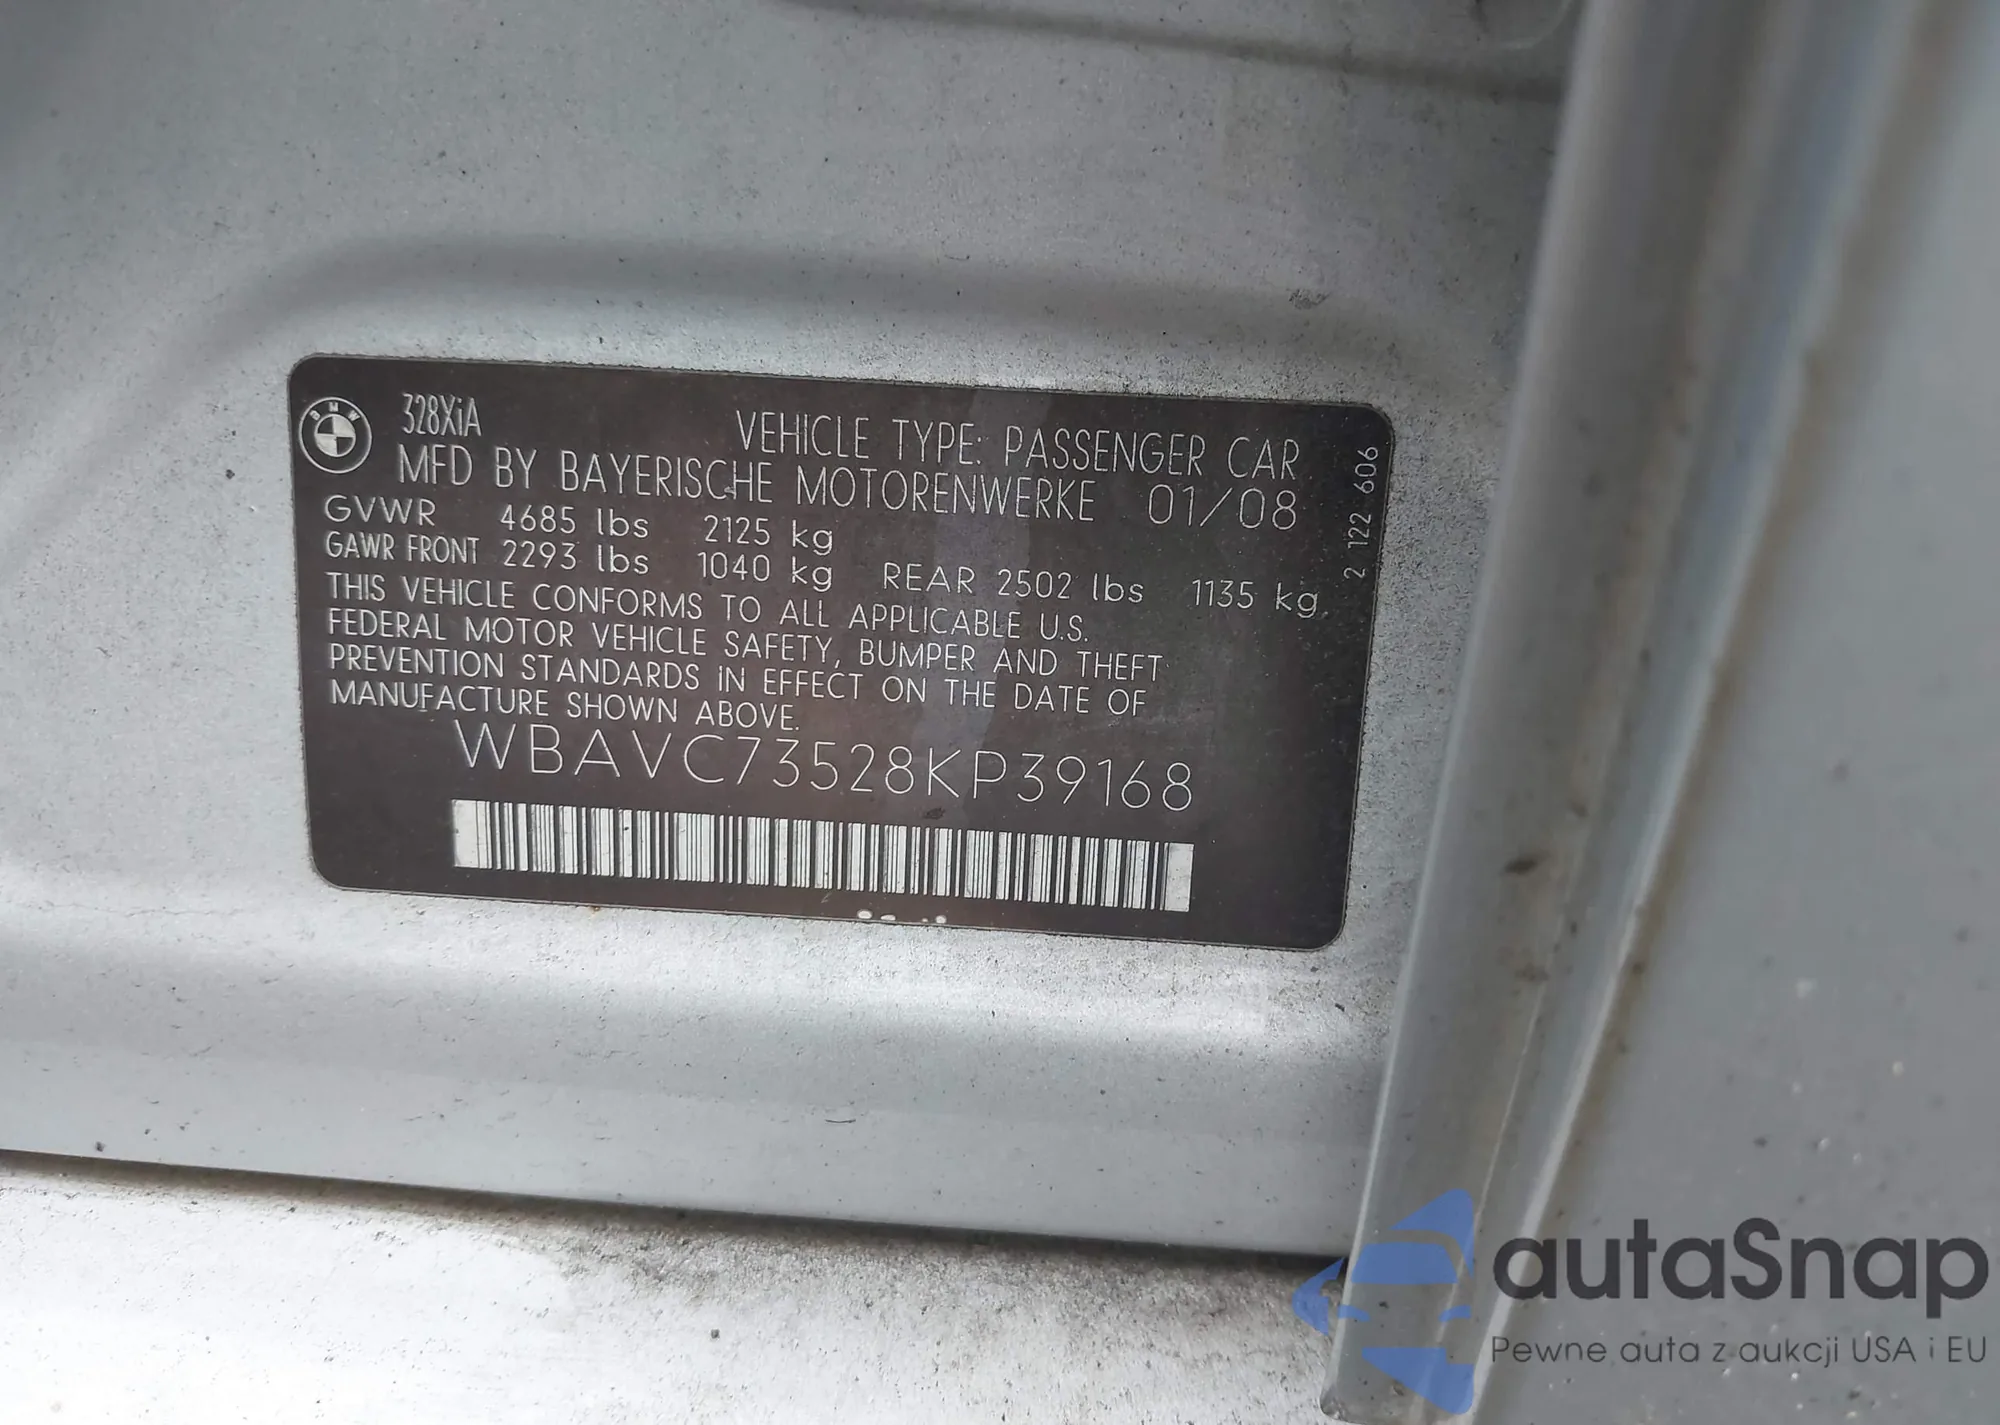 BMW
328XiA
VEHICLE TYPE: PASSENGER CAR
MFD BY BAYERISCHE MOTORENWERKE 01/08
GVWR 4685 lbs 2125 kg
GAWR FRONT 2293 lbs 1040 kg REAR 2502 lbs 1135 kg
THIS VEHICLE CONFORMS TO ALL APPLICABLE U.S.
FEDERAL MOTOR VEHICLE SAFETY, BUMPER AND THEFT
PREVENTION STANDARDS IN EFFECT ON THE DATE OF
MANUFACTURE SHOWN ABOVE.
WBAVC73528KP39168
2 122 606
autaSnap
Pewne auta z aukcji USA i EU